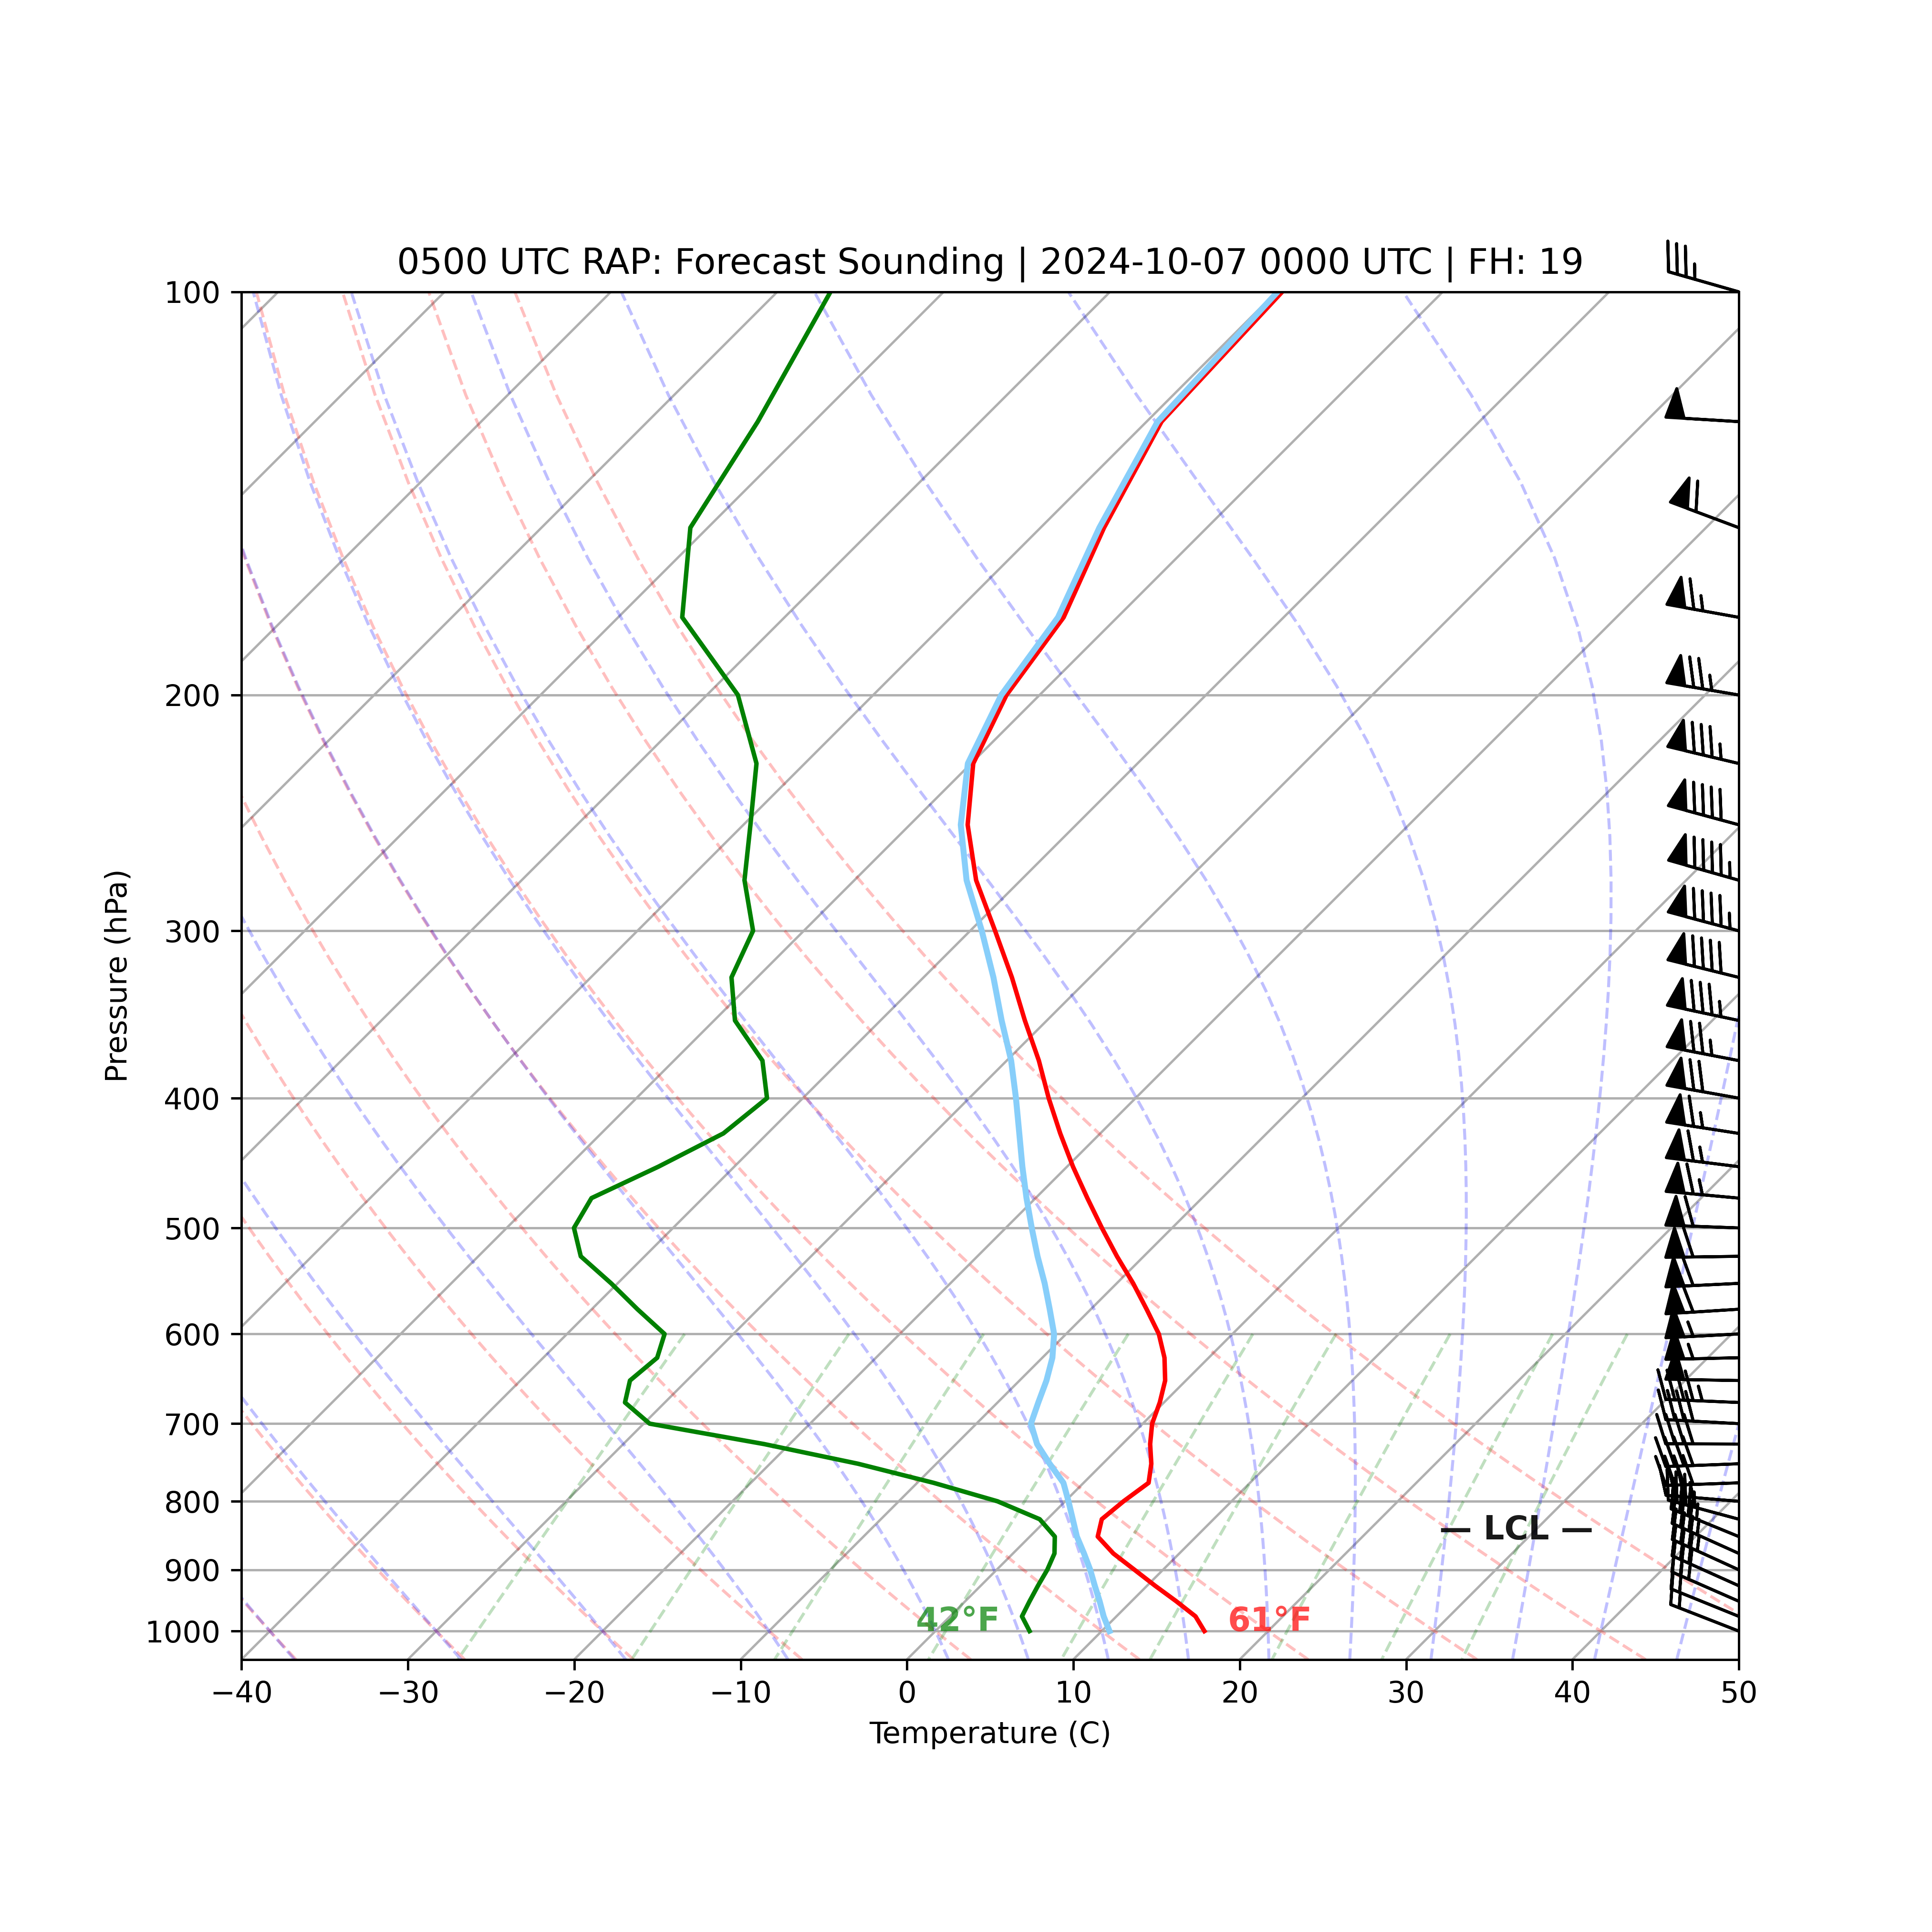 0500 UTC RAP: Forecast Sounding | 2024-10-07 0000 UTC | FH: 19
100
200
300
400
500
600
700
800
900
1000
Pressure (hPa)
— LCL —
42°F
61°F
−40 −30 −20 −10 0 10 20 30 40 50
Temperature (C)